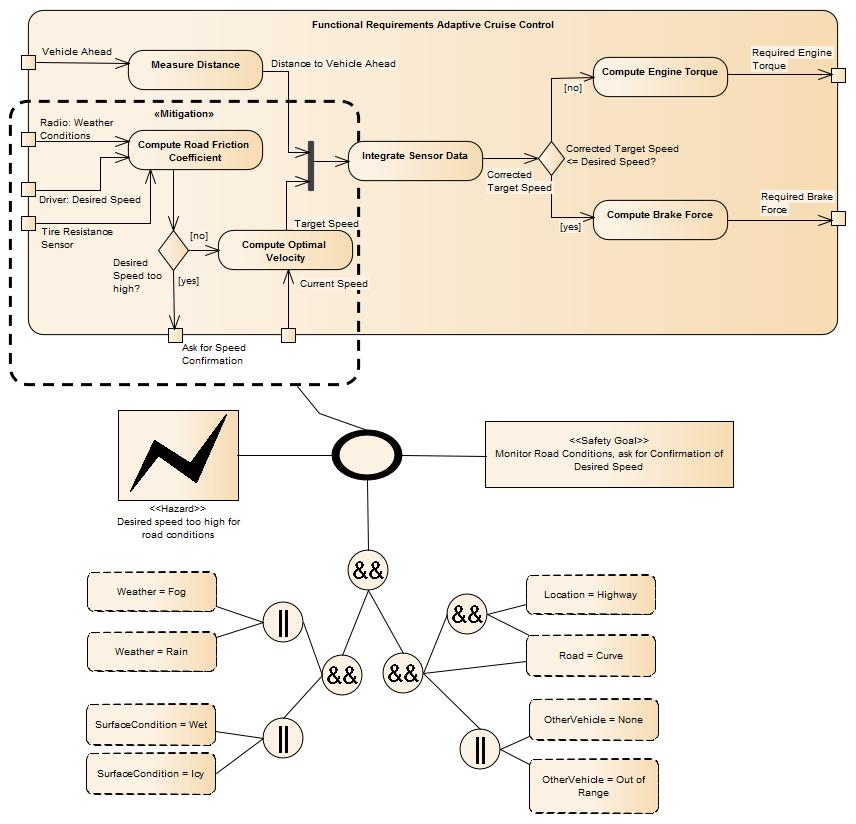 Functional Requirements Adaptive Cruise Control
Vehicle Ahead
Measure Distance
Distance to Vehicle Ahead
Compute Engine Torque
Required Engine
Torque
[no]
«Mitigation»
Radio: Weather
Conditions
Compute Road Friction
Coefficient
Integrate Sensor Data
Corrected Target Speed
<= Desired Speed?
Corrected
Target Speed
Driver: Desired Speed
Required Brake
Force
Compute Brake Force
[yes]
Tire Resistance
Sensor
Target Speed
[no]
Compute Optimal
Velocity
Desired
Speed too
high?
[yes]
Current Speed
Ask for Speed
Confirmation
<<Safety Goal>>
Monitor Road Conditions, ask for Confirmation of
Desired Speed
<<Hazard>>
Desired speed too high for
road conditions
&&
Weather = Fog
Location = Highway
&&
||
Weather = Rain
Road = Curve
&&
&&
SurfaceCondition = Wet
OtherVehicle = None
||
||
SurfaceCondition = Icy
OtherVehicle = Out of
Range